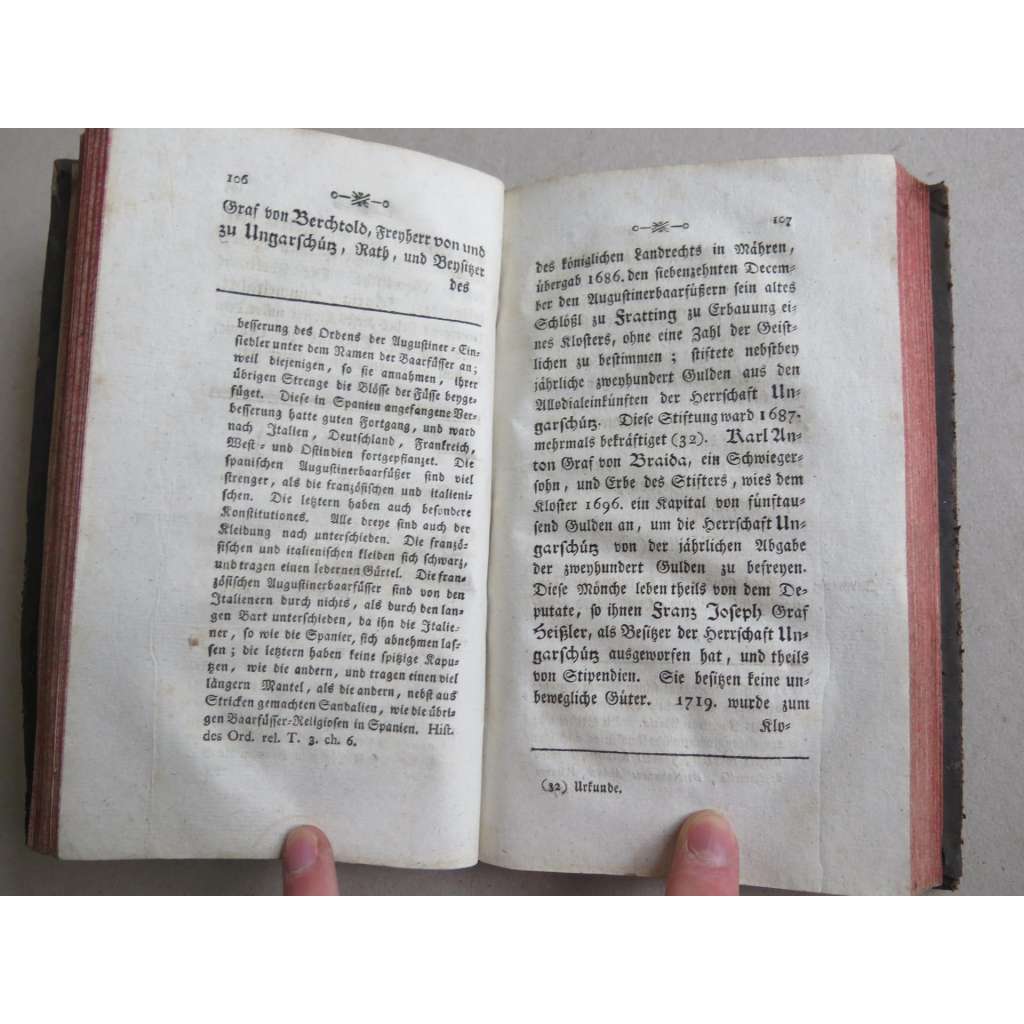 106
Graf von Berchtold, Freyherr von und
zu Ungarschütz, Rath, und Beysitzer
des
besserung des Ordens der Augustiner-Ein-
siedler unter dem Namen der Baarfüsser an;
weil diejenigen, so sie annahmen, ihrer
übrigen Strenge die Blösse der Füsse beyge-
füget. Diese in Spanien angefangene Ver-
besserung hatte guten Fortgang, und ward
nach Italien, Deutschland, Frankreich,
West- und Ostindien fortgepflanzet. Die
spanischen Augustinerbaarfüßer sind viel
strenger, als die französischen und italieni-
schen. Die letztern haben auch besondere
Konstitutiones. Alle dreye sind auch der
Kleidung nach unterschieden. Die franzö-
sischen und italienischen kleiden sich schwarz,
und tragen einen ledernen Gürtel. Die fran-
zösischen Augustinerbaarfüsser sind von den
Italienern durch nichts, als durch den lan-
gen Bart unterschieden, da ihn die Italie-
ner, so wie die Spanier, sich abnehmen las-
sen; die letztern haben keine spitzige Kapu-
tzen, wie die andern, und tragen einen viel
längern Mantel, als die andern, nebst aus
Stricken gemachten Sandalien, wie die übri-
gen Baarfüsser-Religiosen in Spanien. Hist.
des Ord. rel. T. 3. ch. 6.
107
des königlichen Landrechts in Mähren,
übergab 1686. den siebenzehnten Decem-
ber den Augustinerbaarfüßern sein altes
Schlößl zu Fratting zu Erbauung ei-
nes Klosters, ohne eine Zahl der Geist-
lichen zu bestimmen; stiftete nebstbey
jährliche zweyhundert Gulden aus den
Allodialeinkünften der Herrschaft Un-
garschütz. Diese Stiftung ward 1687.
mehrmals bekräftiget (32). Karl An-
ton Graf von Braida, ein Schwieger-
sohn, und Erbe des Stifters, wies dem
Kloster 1696. ein Kapital von fünftau-
send Gulden an, um die Herrschaft Un-
garschütz von der jährlichen Abgabe
der zweyhundert Gulden zu befreyen.
Diese Mönche leben theils von dem De-
putate, so ihnen Franz Joseph Graf
Heißler, als Besitzer der Herrschaft Un-
garschütz ausgeworfen hat, und theils
von Stipendien. Sie besitzen keine un-
bewegliche Güter. 1719. wurde zum
Klo-
(32) Urkunde.